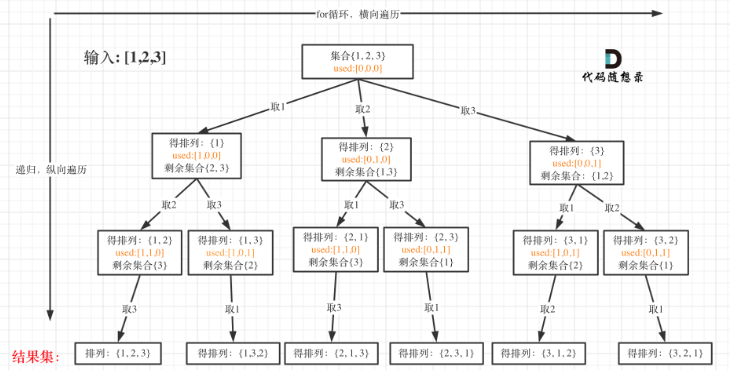 for循环，横向遍历
输入: [1,2,3]
集合{1, 2, 3}
used:[0,0,0]
代码随想录
取1
取2
取3
递归，纵向遍历
得排列：{1}
used:[1,0,0]
剩余集合{2, 3}
得排列：{2}
used:[0,1,0]
剩余集合{1,3}
得排列：{3}
used:[0,0,1]
剩余集合：{1,2}
取2
取3
取1
取3
取1
取2
得排列：{1, 2}
used:[1,1,0]
剩余集合{3}
得排列：{1, 3}
used:[1,0,1]
剩余集合{2}
得排列：{2, 1}
used:[1,1,0]
剩余集合{3}
得排列：{2, 3}
used:[0,1,1]
剩余集合{1}
得排列：{3, 1}
used:[1,0,1]
剩余集合{2}
得排列：{3, 2}
used:[0,1,1]
剩余集合{1}
取3
取1
取3
取1
取2
取1
结果集：
排列：{1, 2, 3}
得排列：{1,3,2}
得排列：{2, 1, 3}
得排列：{2, 3, 1}
得排列：{3, 1, 2}
得排列：{3, 2, 1}